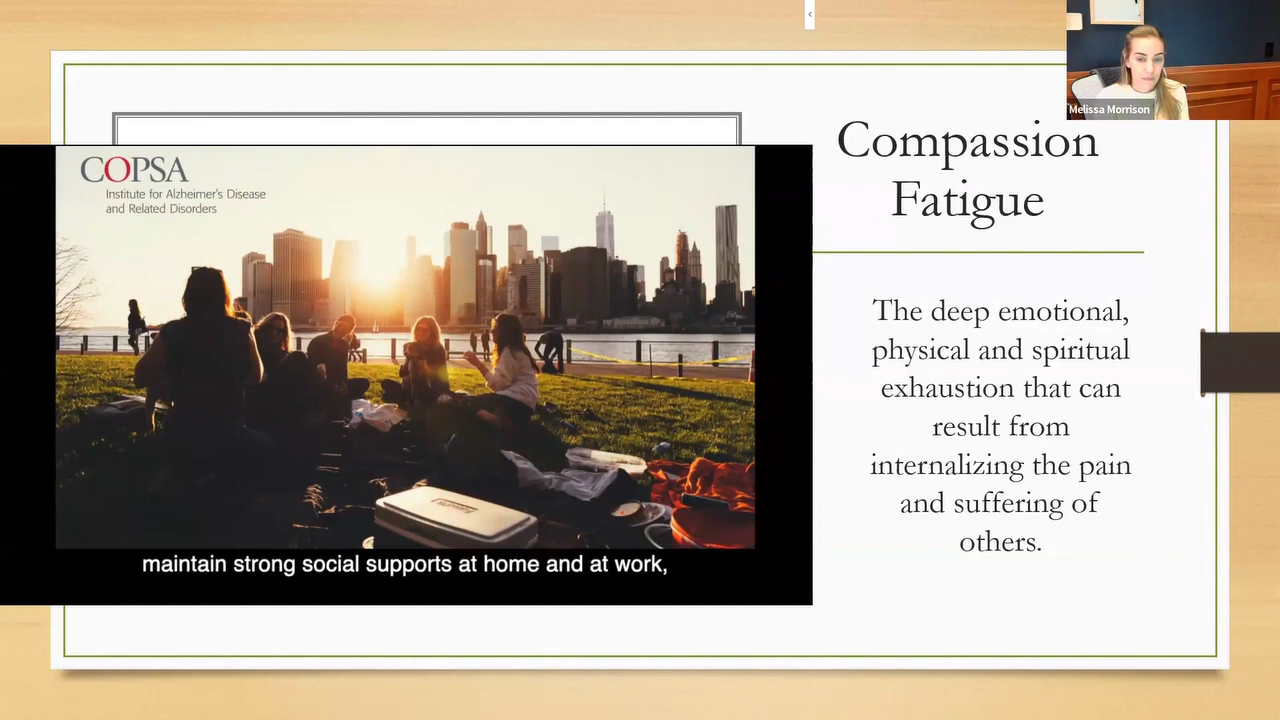 Melissa Morrison
Compassion
Fatigue
COPSA
Institute for Alzheimer's Disease
and Related Disorders
The deep emotional,
physical and spiritual
exhaustion that can
result from
internalizing the pain
and suffering of
others.
maintain strong social supports at home and at work,